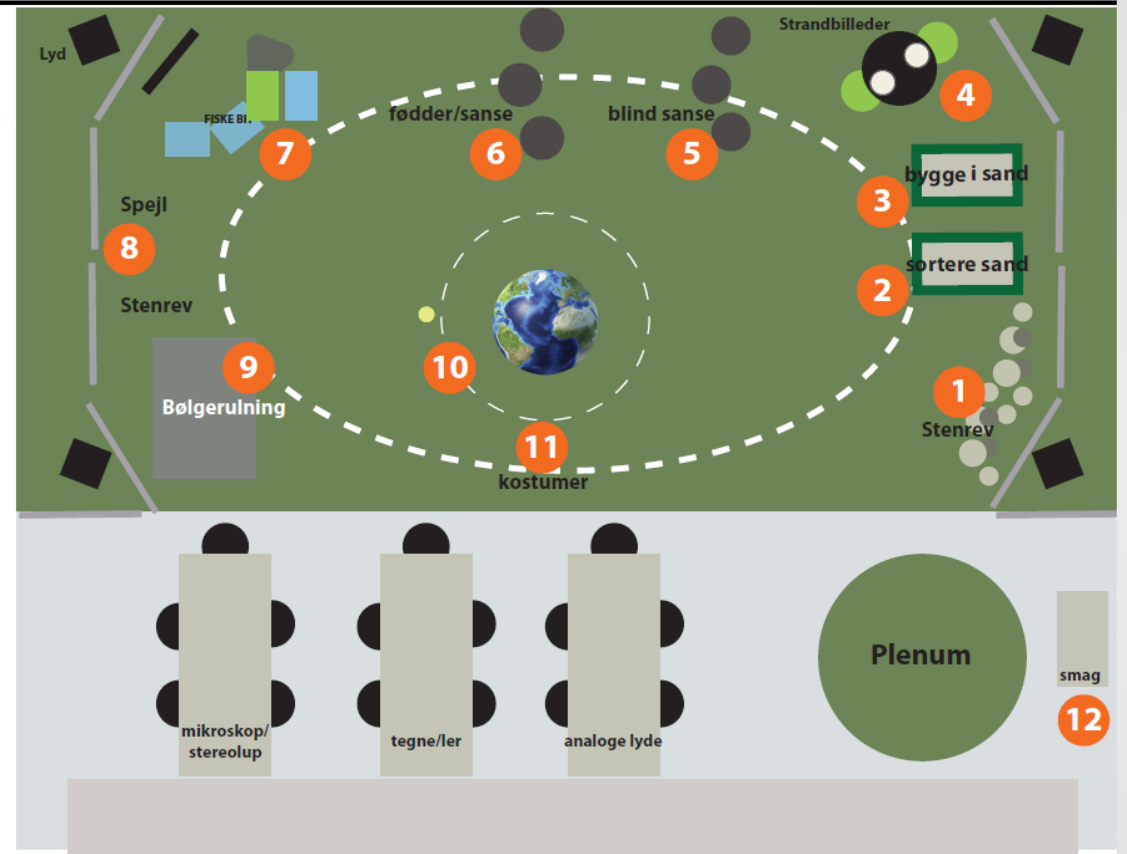 Strandbilleder
Lyd
4
fødder/sanse
blind sanse
FISKE BI
7
6
5
bygge i sand
3
Spejl
8
sortere sand
2
Stenrev
9
10
1
Bølgerulning
Stenrev
11
kostumer
Plenum
smag
12
mikroskop/
stereolup
tegne/ler
analoge lyde